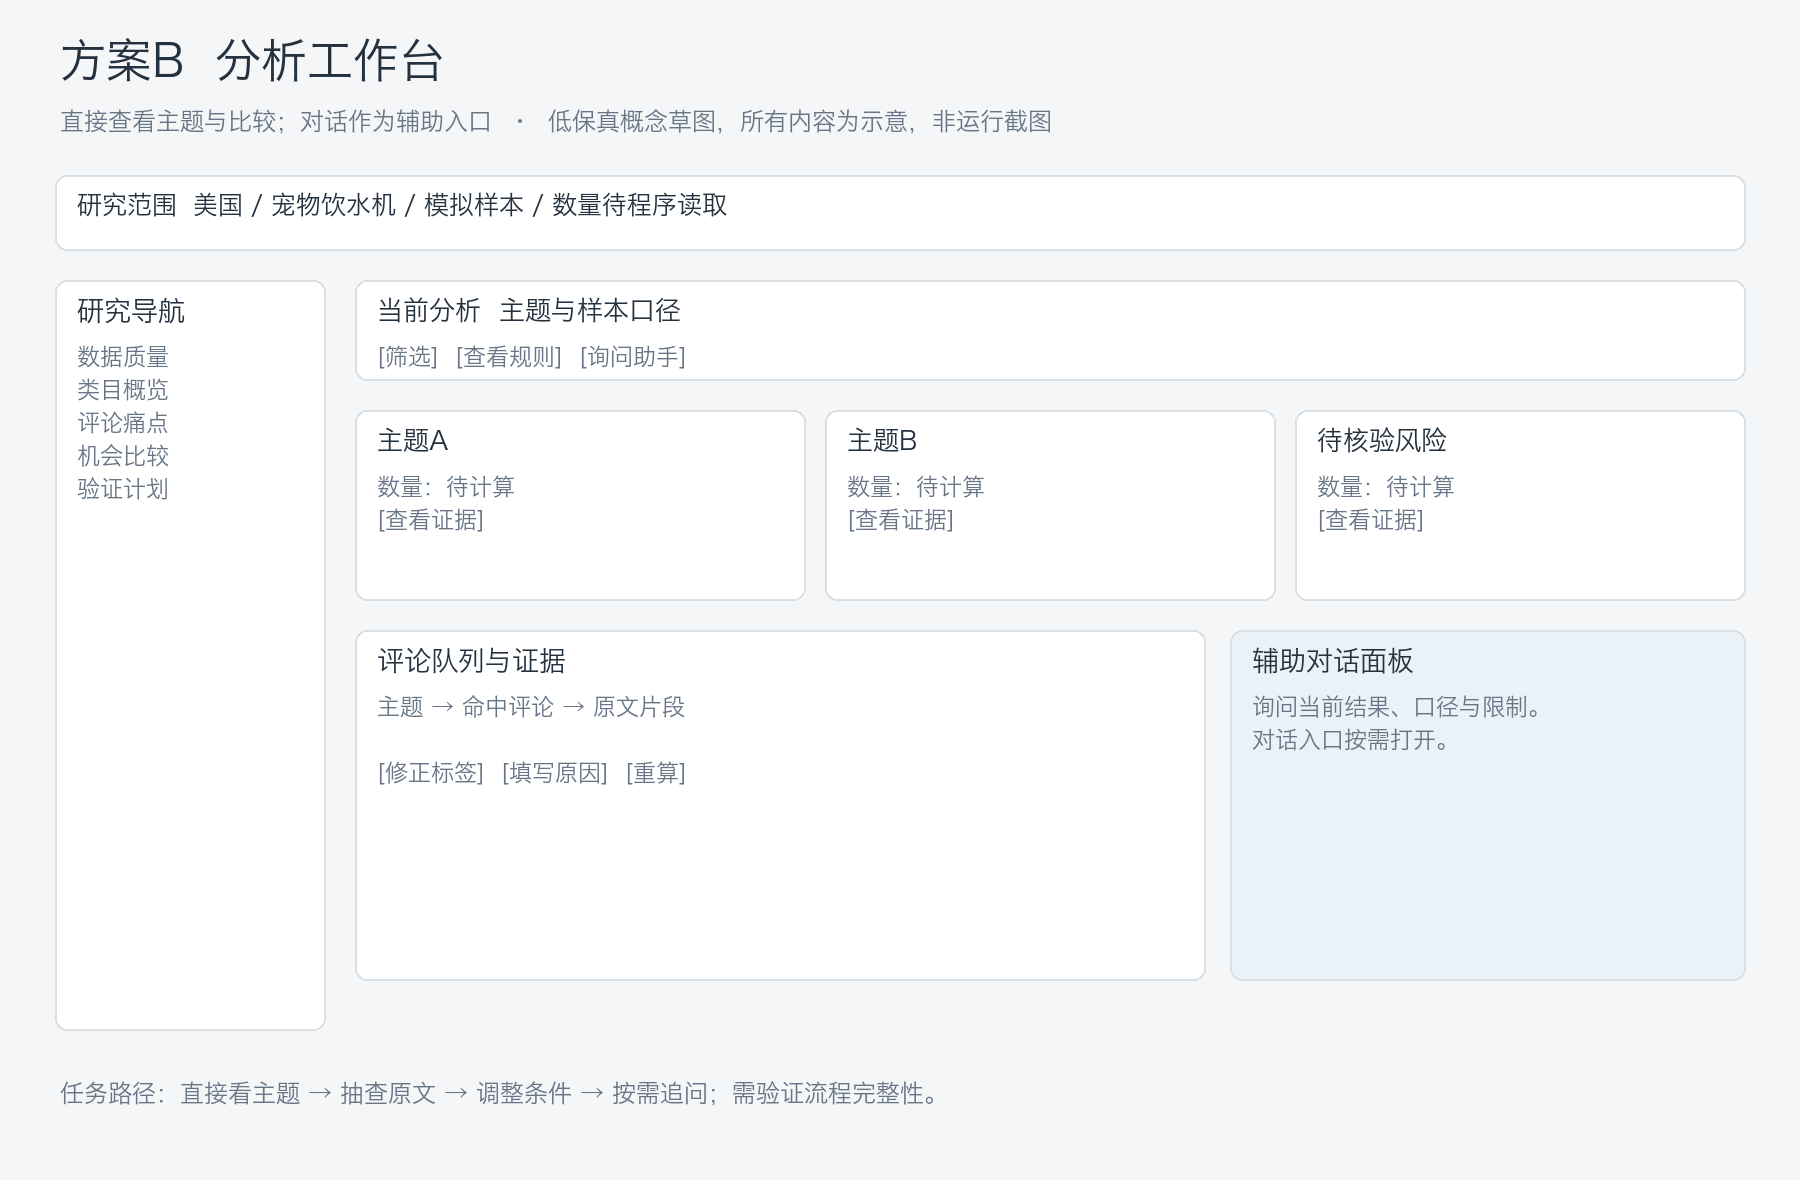 方案B 分析工作台
直接查看主题与比较；对话作为辅助入口 · 低保真概念草图，所有内容为示意，非运行截图
研究范围 美国 / 宠物饮水机 / 模拟样本 / 数量待程序读取
研究导航
数据质量
类目概览
评论痛点
机会比较
验证计划
当前分析 主题与样本口径
[筛选] [查看规则] [询问助手]
主题A
数量：待计算
[查看证据]
主题B
数量：待计算
[查看证据]
待核验风险
数量：待计算
[查看证据]
评论队列与证据
主题 → 命中评论 → 原文片段
[修正标签] [填写原因] [重算]
辅助对话面板
询问当前结果、口径与限制。
对话入口按需打开。
任务路径：直接看主题 → 抽查原文 → 调整条件 → 按需追问；需验证流程完整性。